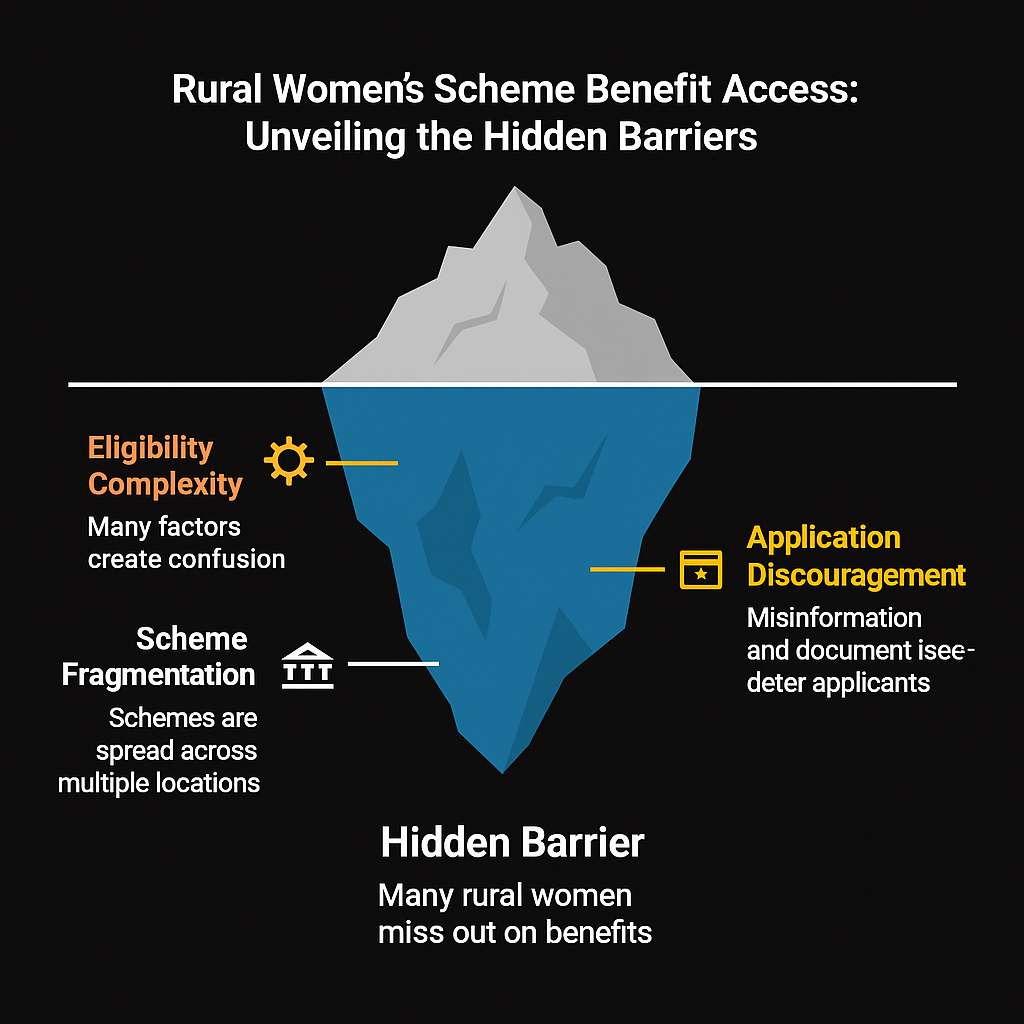 Rural Women's Scheme Benefit Access:
Unveiling the Hidden Barriers
Eligibility
Complexity
Many factors
create confusion
Application
Discouragement
Misinformation
and document isee-
deter applicants
Scheme
Fragmentation
Schemes are
spread across
multiple locations
Hidden Barrier
Many rural women
miss out on benefits